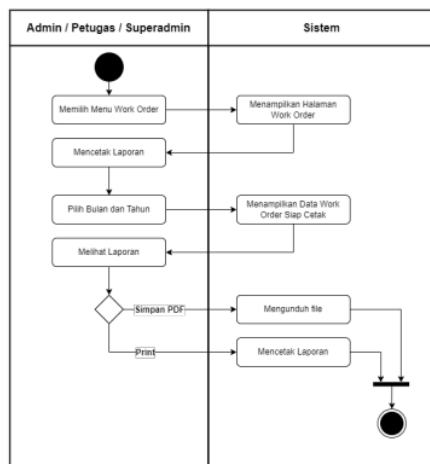 Admin / Petugas / Superadmin
Sistem
Memilih Menu Work Order
Menampilkan Halaman
Work Order
Mencetak Laporan
Pilih Bulan dan Tahun
Menampilkan Data Work
Order Siap Cetak
Melihat Laporan
Simpan PDF
Mengunduh file
Print
Mencetak Laporan